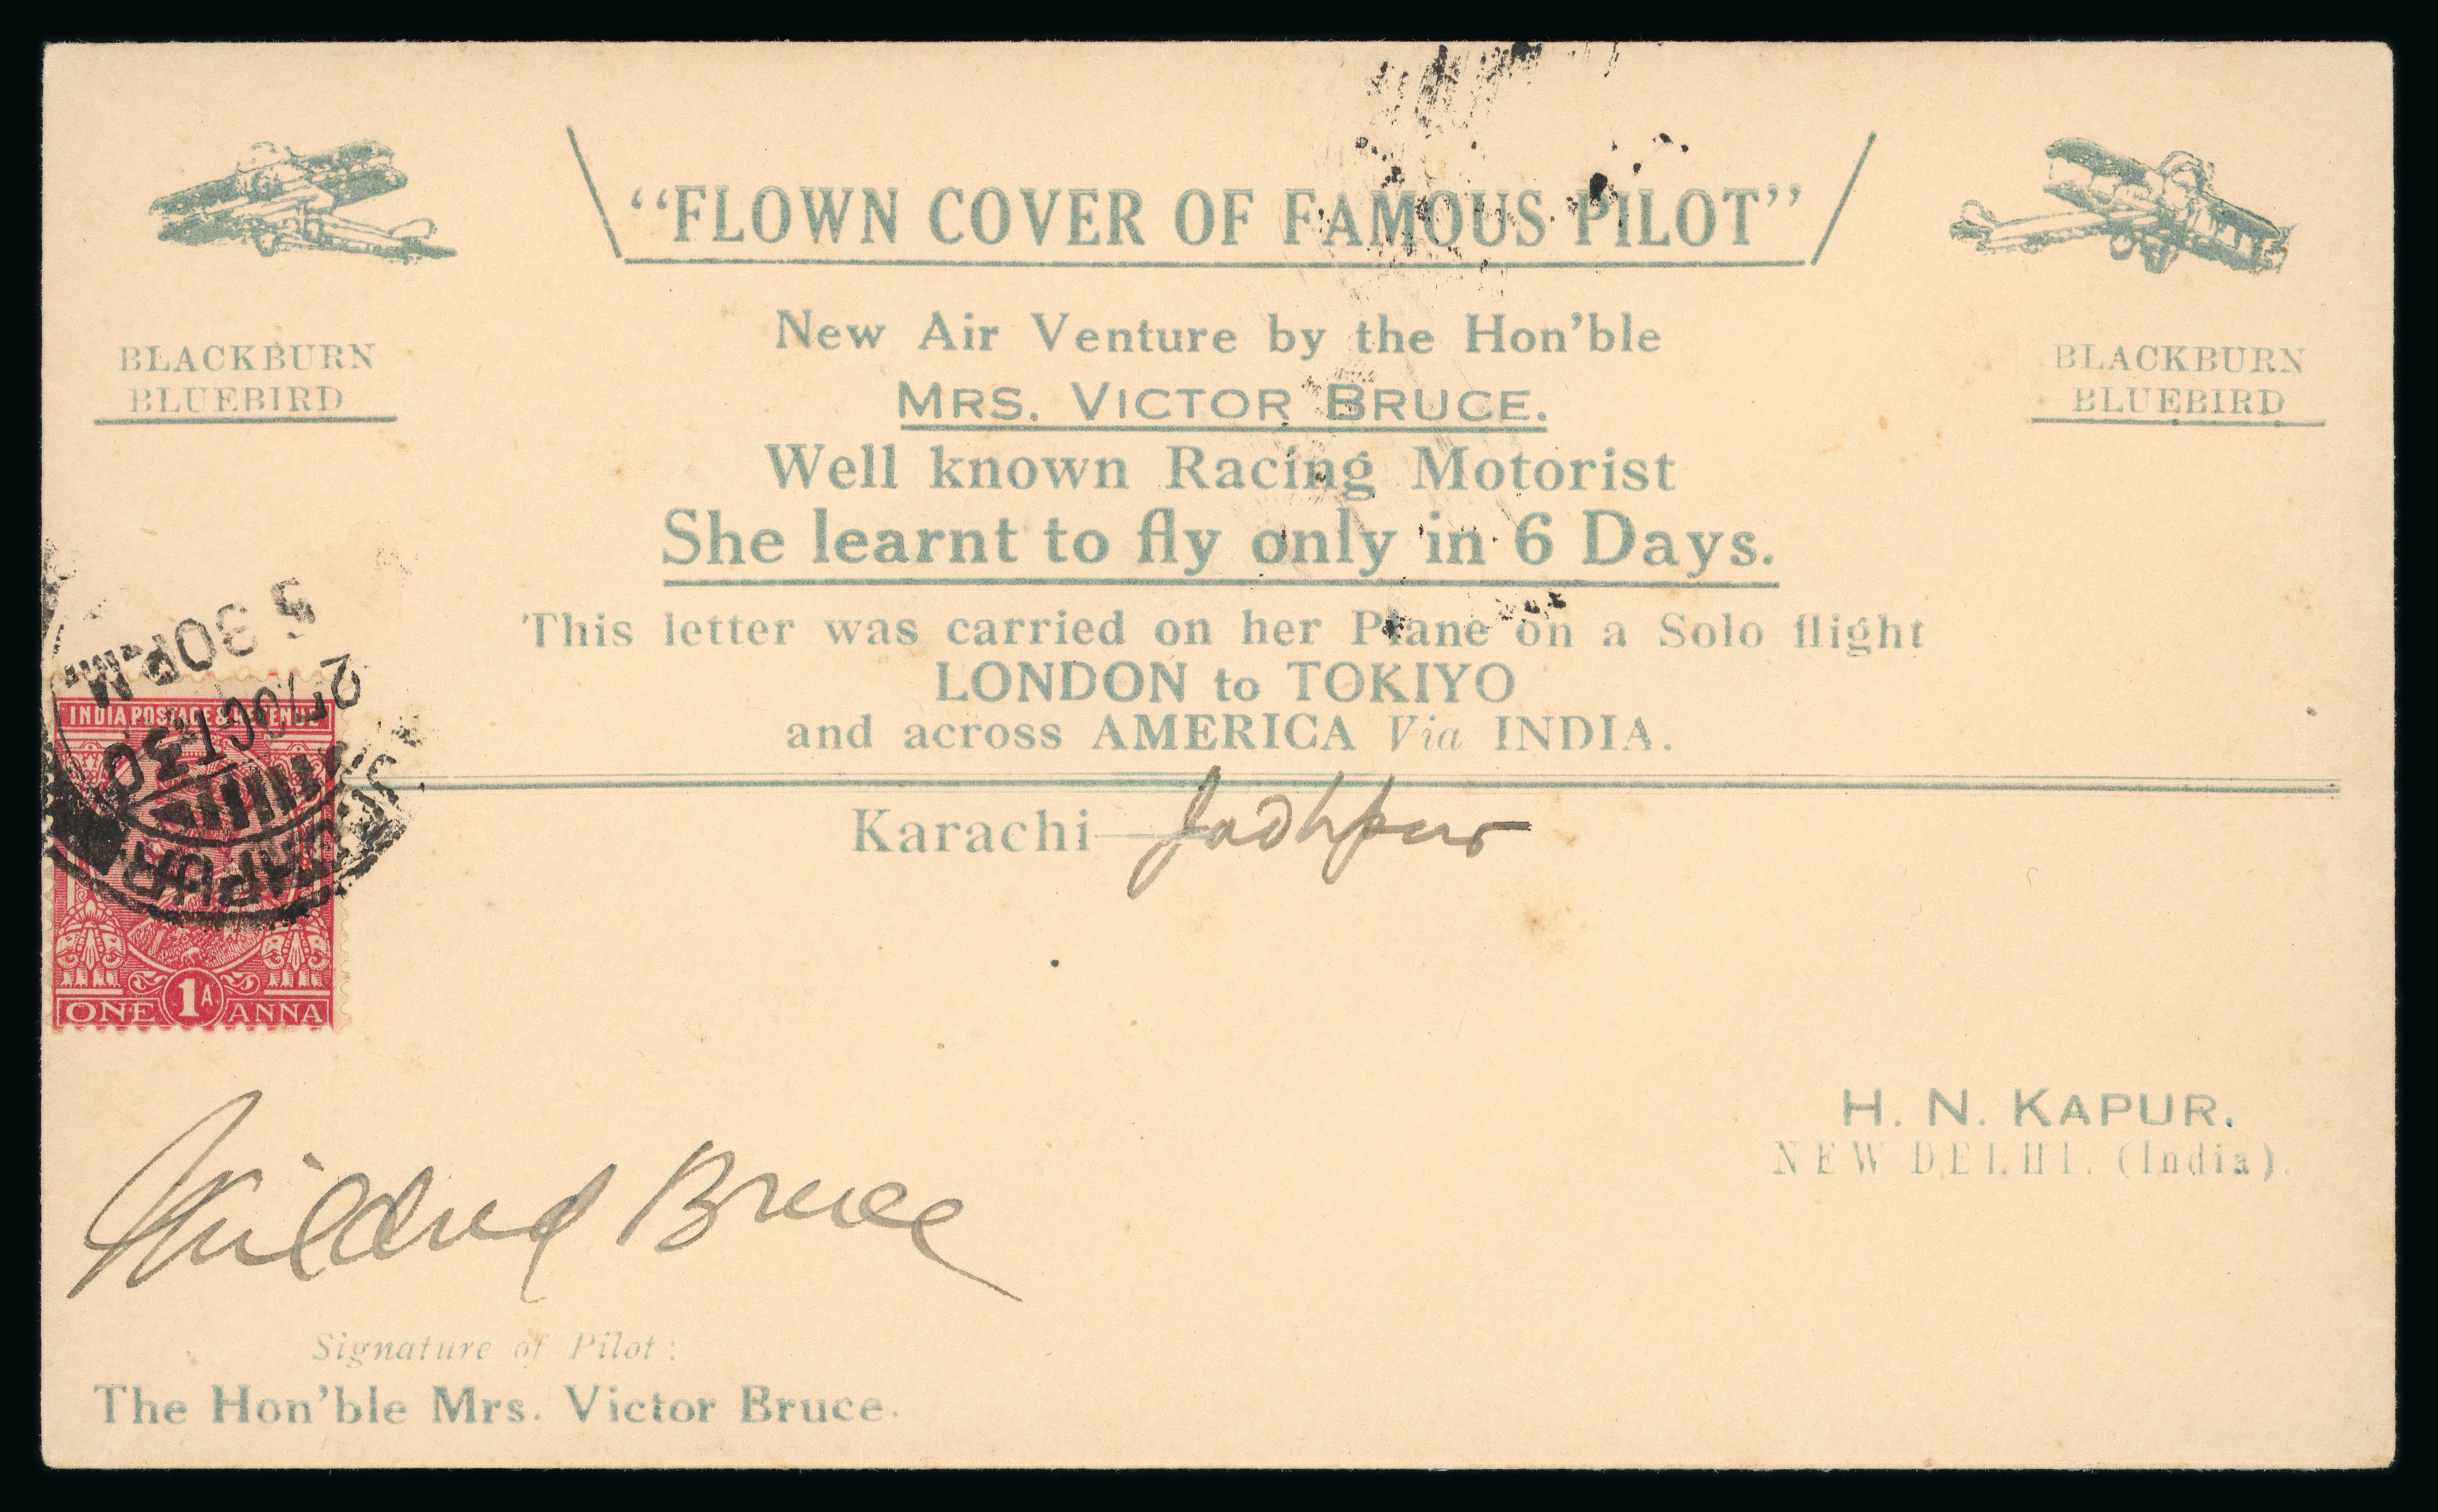 "FLOWN COVER OF FAMOUS PILOT"
BLACKBURN
BLUEBIRD
New Air Venture by the Hon'ble
MRS. VICTOR BRUCE.
Well known Racing Motorist
She learnt to fly only in 6 Days.
This letter was carried on her Plane on a Solo flight
LONDON to TOKIYO
and across AMERICA Via INDIA.
BLACKBURN
BLUEBIRD
5 30 P.M.
27 OCT 30
INDIA POSTAGE & REVENUE
1 A
ONE ANNA
Karachi — Jodhpur
H. N. KAPUR.
NEW DELHI. (India).
Mildred Bruce
Signature of Pilot :
The Hon'ble Mrs. Victor Bruce.